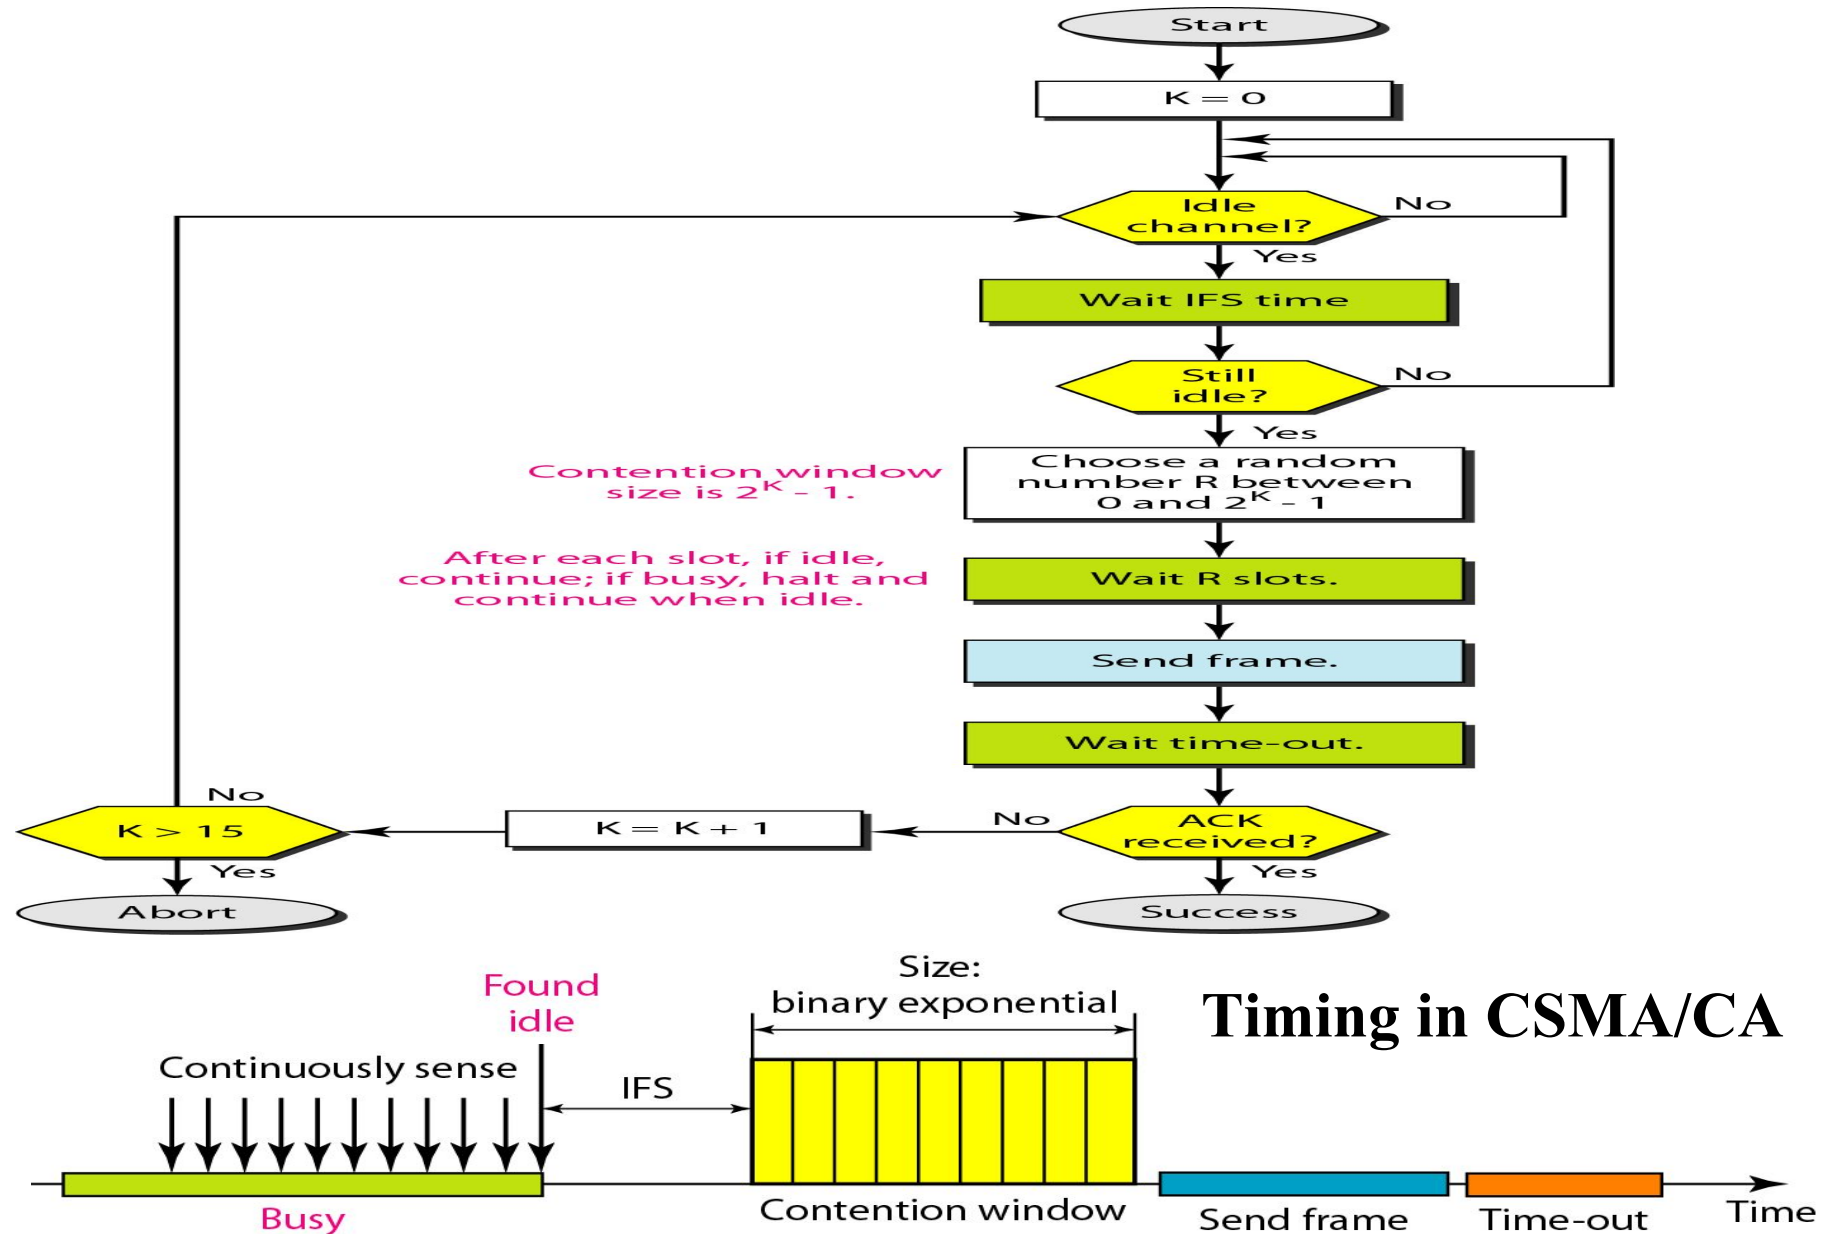 Start
K = 0
Idle
channel?
No
Yes
Wait IFS time
Still
idle?
No
Yes
Contention window
size is 2^K - 1.
Choose a random
number R between
0 and 2^K - 1
After each slot, if idle,
continue; if busy, halt and
continue when idle.
Wait R slots.
Send frame.
Wait time-out.
No
K > 15
Yes
K = K + 1
No
ACK
received?
Yes
Abort
Success
Found
idle
Size:
binary exponential
Timing in CSMA/CA
Continuously sense
IFS
Busy
Contention window
Send frame
Time-out
Time